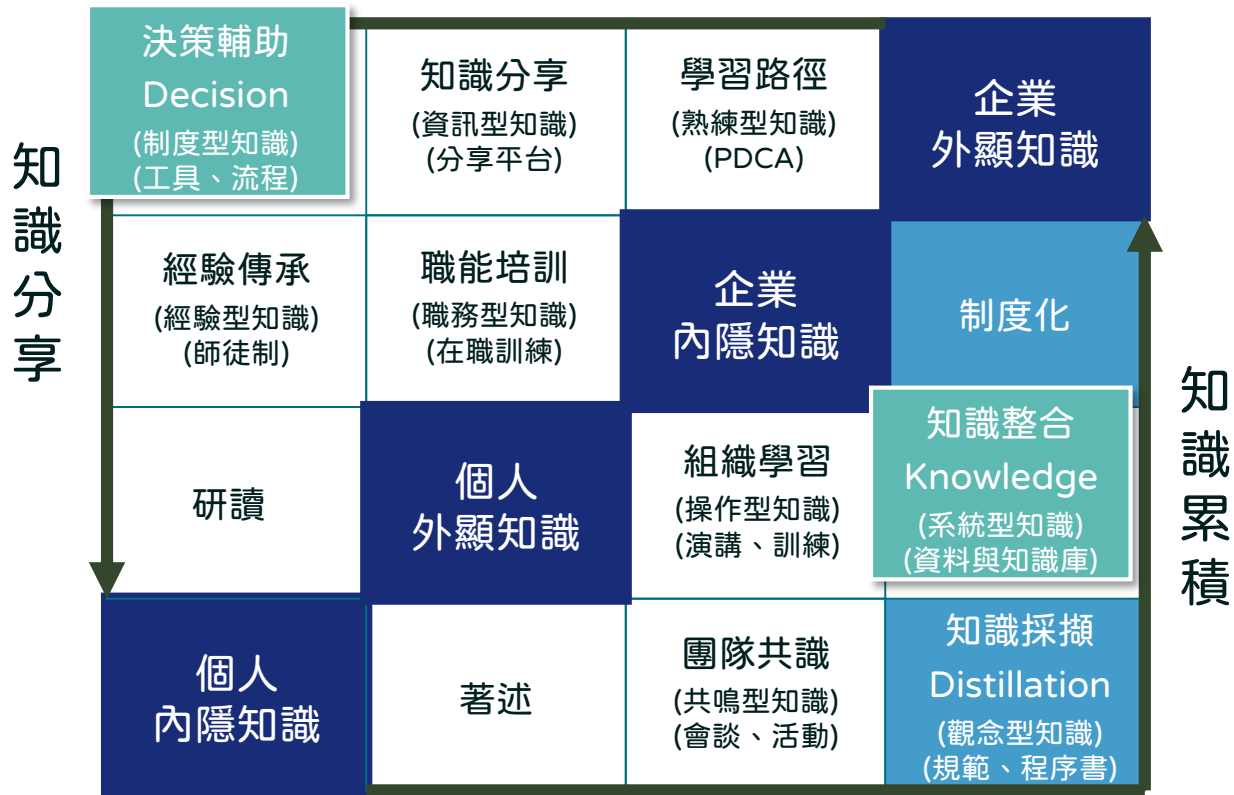 知識分享
決策輔助
Decision
(制度型知識)
(工具、流程)
知識分享
(資訊型知識)
(分享平台)
學習路徑
(熟練型知識)
(PDCA)
企業
外顯知識
經驗傳承
(經驗型知識)
(師徒制)
職能培訓
(職務型知識)
(在職訓練)
企業
內隱知識
制度化
研讀
個人
外顯知識
組織學習
(操作型知識)
(演講、訓練)
知識整合
Knowledge
(系統型知識)
(資料與知識庫)
個人
內隱知識
著述
團隊共識
(共鳴型知識)
(會談、活動)
知識採擷
Distillation
(觀念型知識)
(規範、程序書)
知識累積